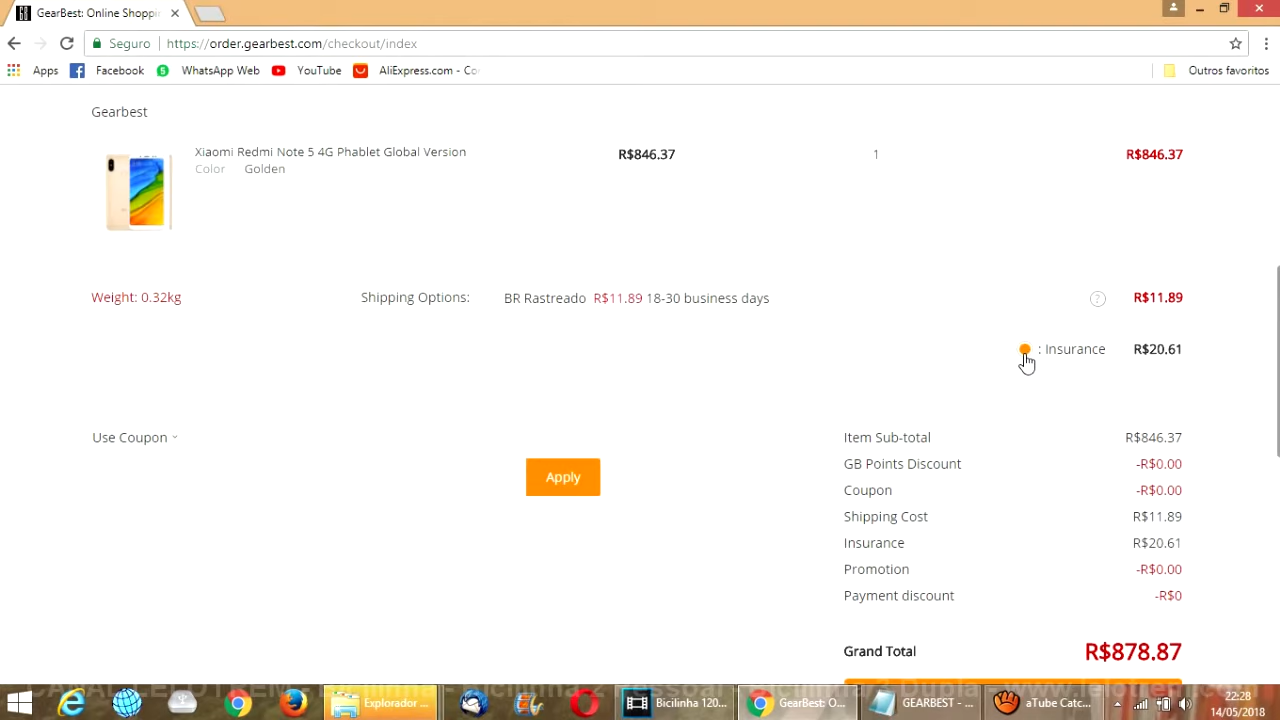 GearBest: Online Shoppi
Seguro https://order.gearbest.com/checkout/index
Apps Facebook WhatsApp Web YouTube AliExpress.com - Co Outros favoritos
Gearbest
Xiaomi Redmi Note 5 4G Phablet Global Version R$846.37 1 R$846.37
Color Golden
Weight: 0.32kg Shipping Options: BR Rastreado R$11.89 18-30 business days ? R$11.89
: Insurance R$20.61
Use Coupon Item Sub-total R$846.37
GB Points Discount -R$0.00
Apply
Coupon -R$0.00
Shipping Cost R$11.89
Insurance R$20.61
Promotion -R$0.00
Payment discount -R$0
Grand Total R$878.87
Explorador ... Bicilinha 120... GearBest: O... GEARBEST - ... aTube Catc... 22:28
14/05/2018